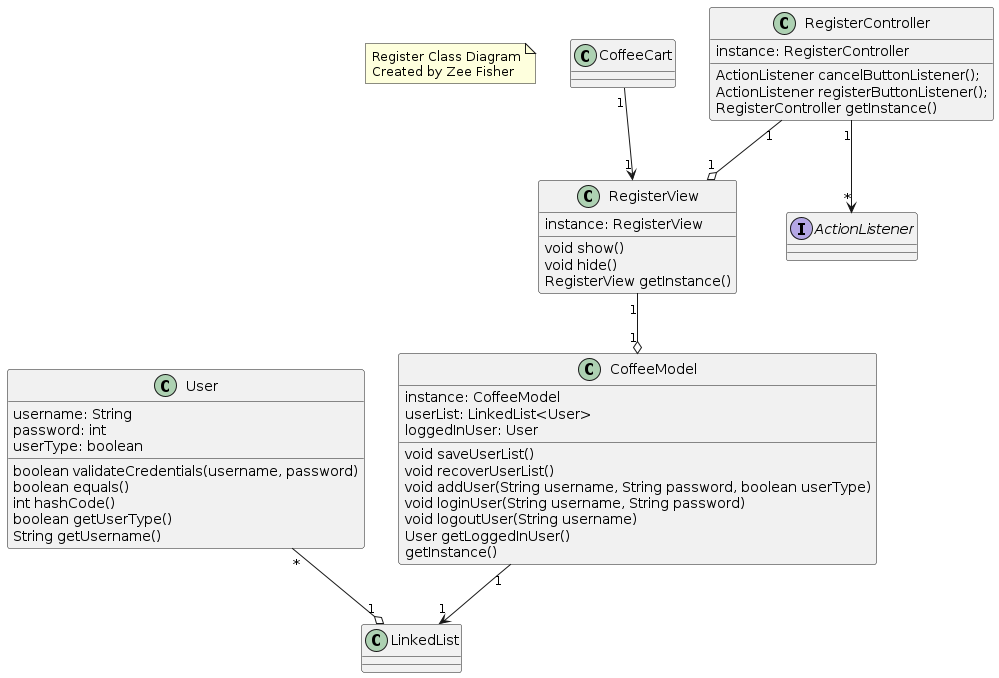 Register Class Diagram
Created by Zee Fisher
C CoffeeCart
1
1
C RegisterController
instance: RegisterController
ActionListener cancelButtonListener();
ActionListener registerButtonListener();
RegisterController getInstance()
1
1
1
*
I ActionListener
C RegisterView
instance: RegisterView
void show()
void hide()
RegisterView getInstance()
1
1
C User
username: String
password: int
userType: boolean
boolean validateCredentials(username, password)
boolean equals()
int hashCode()
boolean getUserType()
String getUsername()
*
1
C CoffeeModel
instance: CoffeeModel
userList: LinkedList<User>
loggedInUser: User
void saveUserList()
void recoverUserList()
void addUser(String username, String password, boolean userType)
void loginUser(String username, String password)
void logoutUser(String username)
User getLoggedInUser()
getInstance()
1
1
C LinkedList